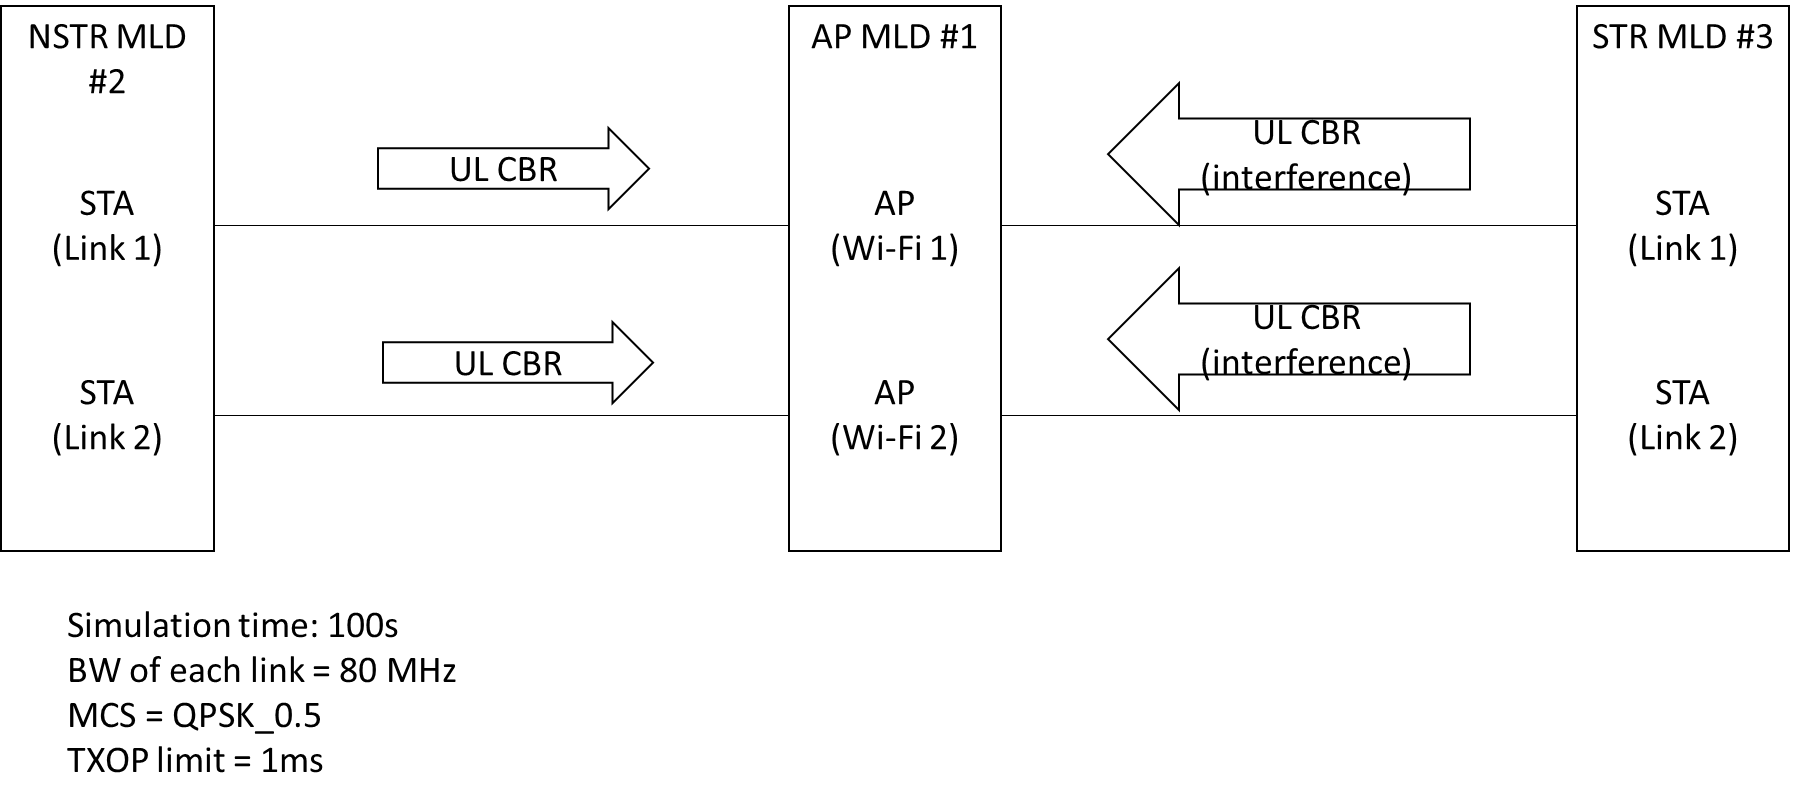 NSTR MLD
#2
STA
(Link 1)
STA
(Link 2)
UL CBR
UL CBR
AP MLD #1
AP
(Wi-Fi 1)
AP
(Wi-Fi 2)
UL CBR
(interference)
UL CBR
(interference)
STR MLD #3
STA
(Link 1)
STA
(Link 2)
Simulation time: 100s
BW of each link = 80 MHz
MCS = QPSK_0.5
TXOP limit = 1ms